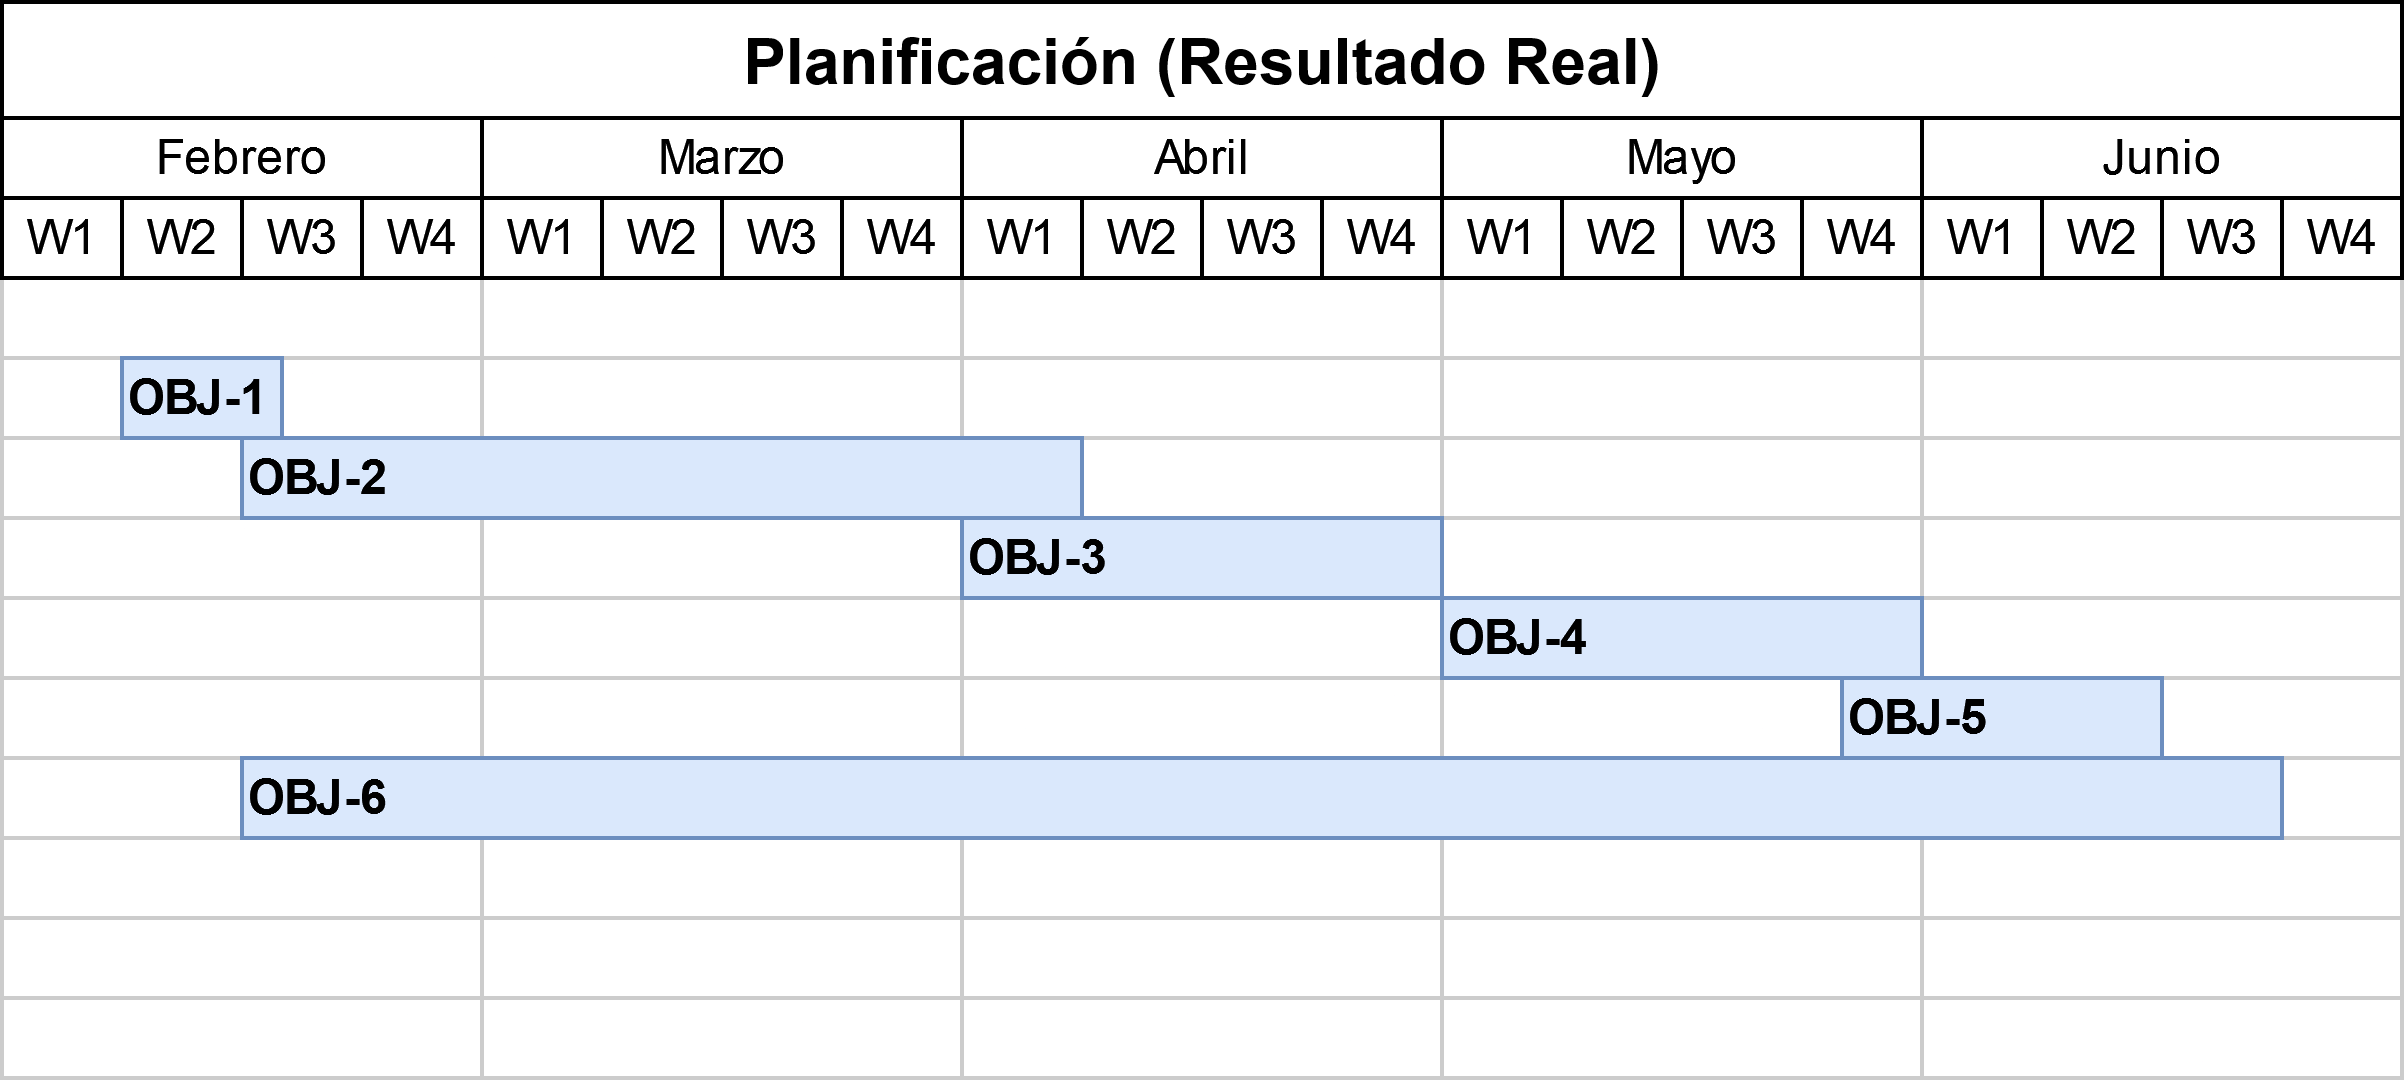 Planificación (Resultado Real)
Febrero Marzo Abril Mayo Junio
W1 W2 W3 W4 W1 W2 W3 W4 W1 W2 W3 W4 W1 W2 W3 W4 W1 W2 W3 W4
OBJ-1
OBJ-2
OBJ-3
OBJ-4
OBJ-5
OBJ-6